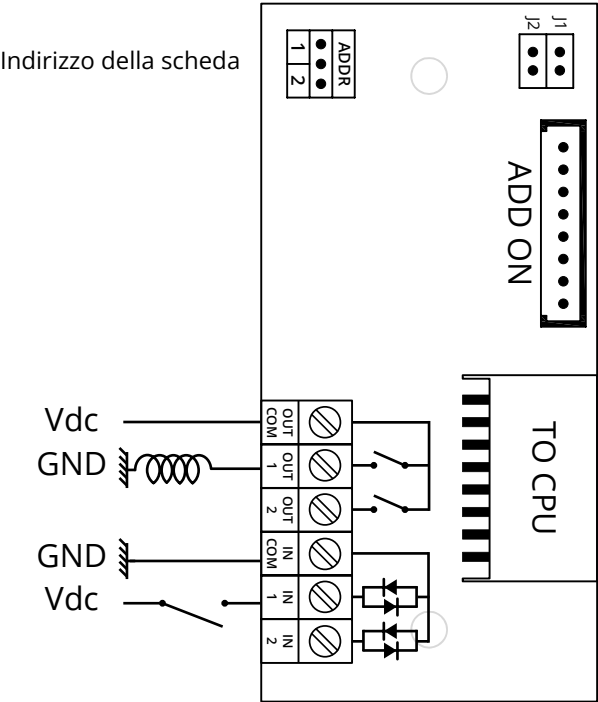 Indirizzo della scheda
1
2
ADDR
J2
J1
ADD ON
TO CPU
Vdc
GND
GND
Vdc
OUT
COM
OUT
1
OUT
2
IN
COM
IN
1
IN
2